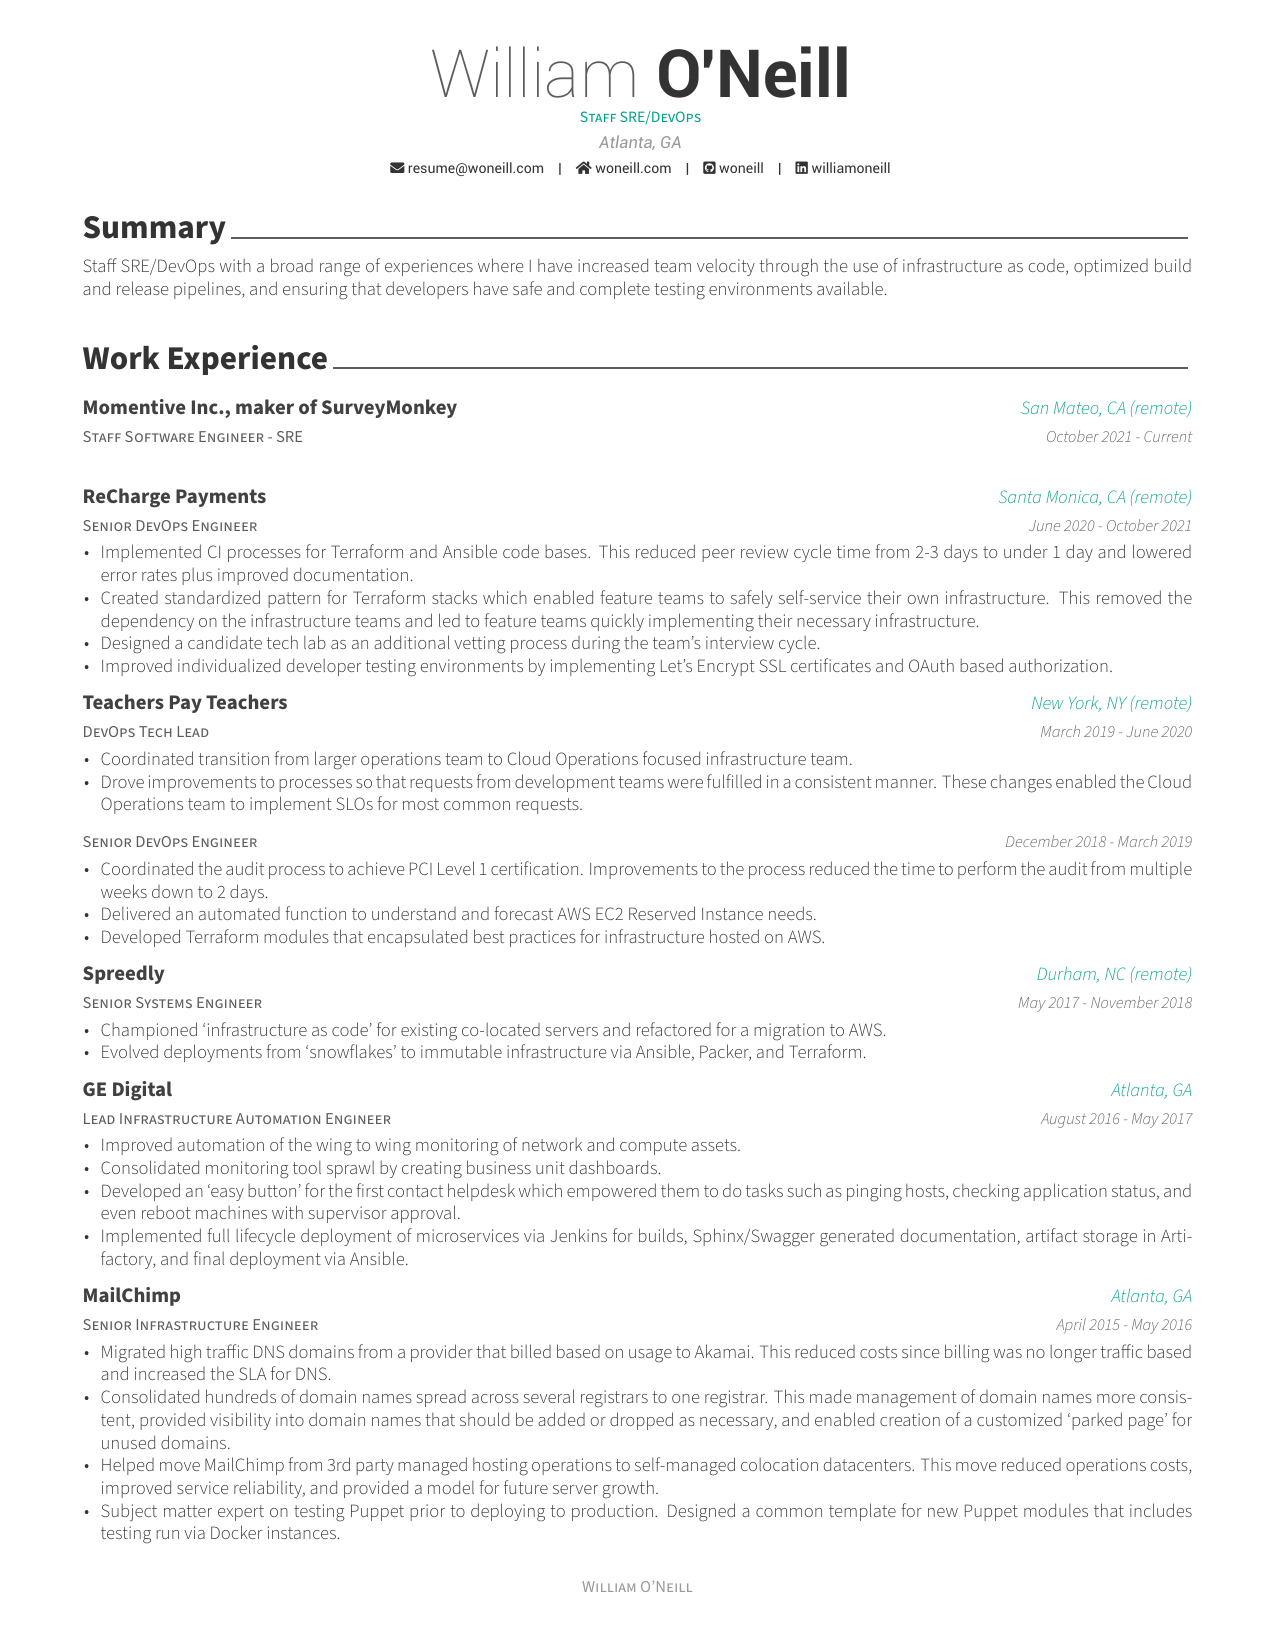 William O'Neill
Staff SRE/DevOps
Atlanta, GA
resume@woneill.com | woneill.com | woneill | williamoneill
Summary
Staff SRE/DevOps with a broad range of experiences where I have increased team velocity through the use of infrastructure as code, optimized build
and release pipelines, and ensuring that developers have safe and complete testing environments available.
Work Experience
Momentive Inc., maker of SurveyMonkey San Mateo, CA (remote)
Staff Software Engineer - SRE October 2021 - Current
ReCharge Payments Santa Monica, CA (remote)
Senior DevOps Engineer June 2020 - October 2021
• Implemented CI processes for Terraform and Ansible code bases. This reduced peer review cycle time from 2-3 days to under 1 day and lowered
error rates plus improved documentation.
• Created standardized pattern for Terraform stacks which enabled feature teams to safely self-service their own infrastructure. This removed the
dependency on the infrastructure teams and led to feature teams quickly implementing their necessary infrastructure.
• Designed a candidate tech lab as an additional vetting process during the team's interview cycle.
• Improved individualized developer testing environments by implementing Let's Encrypt SSL certificates and OAuth based authorization.
Teachers Pay Teachers New York, NY (remote)
DevOps Tech Lead March 2019 - June 2020
• Coordinated transition from larger operations team to Cloud Operations focused infrastructure team.
• Drove improvements to processes so that requests from development teams were fulfilled in a consistent manner. These changes enabled the Cloud
Operations team to implement SLOs for most common requests.
Senior DevOps Engineer December 2018 - March 2019
• Coordinated the audit process to achieve PCI Level 1 certification. Improvements to the process reduced the time to perform the audit from multiple
weeks down to 2 days.
• Delivered an automated function to understand and forecast AWS EC2 Reserved Instance needs.
• Developed Terraform modules that encapsulated best practices for infrastructure hosted on AWS.
Spreedly Durham, NC (remote)
Senior Systems Engineer May 2017 - November 2018
• Championed 'infrastructure as code' for existing co-located servers and refactored for a migration to AWS.
• Evolved deployments from 'snowflakes' to immutable infrastructure via Ansible, Packer, and Terraform.
GE Digital Atlanta, GA
Lead Infrastructure Automation Engineer August 2016 - May 2017
• Improved automation of the wing to wing monitoring of network and compute assets.
• Consolidated monitoring tool sprawl by creating business unit dashboards.
• Developed an 'easy button' for the first contact helpdesk which empowered them to do tasks such as pinging hosts, checking application status, and
even reboot machines with supervisor approval.
• Implemented full lifecycle deployment of microservices via Jenkins for builds, Sphinx/Swagger generated documentation, artifact storage in Arti-
factory, and final deployment via Ansible.
MailChimp Atlanta, GA
Senior Infrastructure Engineer April 2015 - May 2016
• Migrated high traffic DNS domains from a provider that billed based on usage to Akamai. This reduced costs since billing was no longer traffic based
and increased the SLA for DNS.
• Consolidated hundreds of domain names spread across several registrars to one registrar. This made management of domain names more consis-
tent, provided visibility into domain names that should be added or dropped as necessary, and enabled creation of a customized 'parked page' for
unused domains.
• Helped move MailChimp from 3rd party managed hosting operations to self-managed colocation datacenters. This move reduced operations costs,
improved service reliability, and provided a model for future server growth.
• Subject matter expert on testing Puppet prior to deploying to production. Designed a common template for new Puppet modules that includes
testing run via Docker instances.
William O'Neill